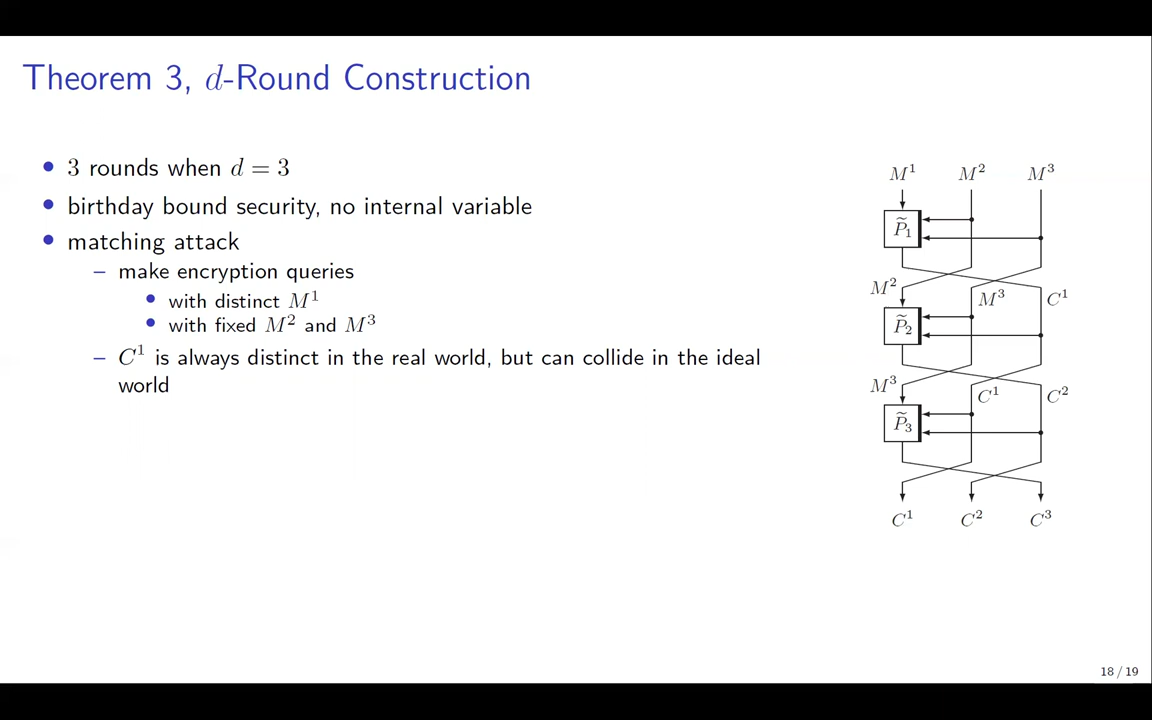 Theorem 3, d-Round Construction
• 3 rounds when d = 3
• birthday bound security, no internal variable
• matching attack
– make encryption queries
• with distinct M¹
• with fixed M² and M³
– C¹ is always distinct in the real world, but can collide in the ideal
world
M¹ M² M³
P̃₁
M² M³ C¹
P̃₂
M³ C¹ C²
P̃₃
C¹ C² C³
18 / 19